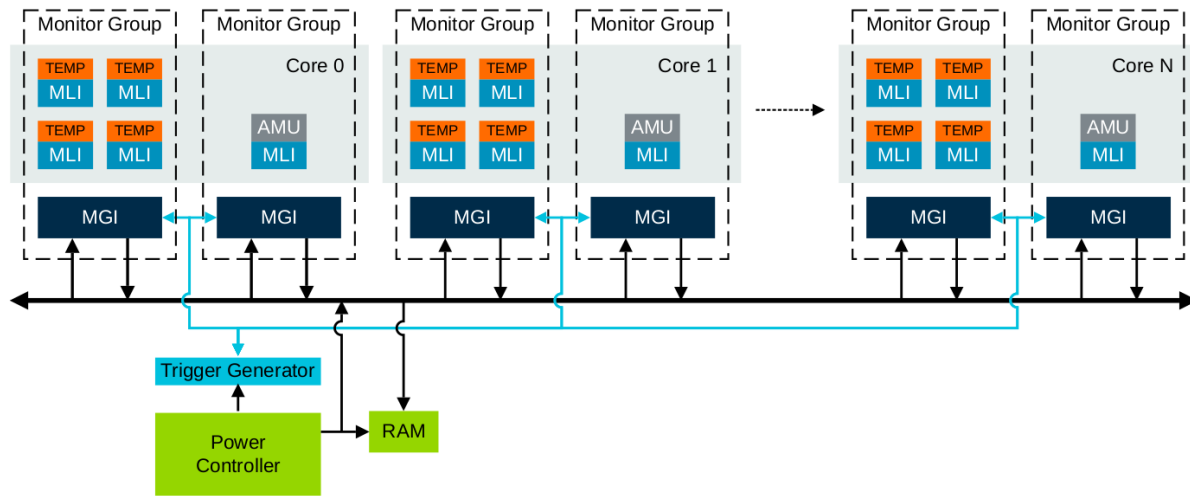 Monitor Group
Monitor Group
Monitor Group
Monitor Group
Monitor Group
Monitor Group
TEMP
MLI
TEMP
MLI
TEMP
MLI
TEMP
MLI
Core 0
AMU
MLI
TEMP
MLI
TEMP
MLI
TEMP
MLI
TEMP
MLI
Core 1
AMU
MLI
TEMP
MLI
TEMP
MLI
TEMP
MLI
TEMP
MLI
Core N
AMU
MLI
MGI
MGI
MGI
MGI
MGI
MGI
Trigger Generator
Power
Controller
RAM